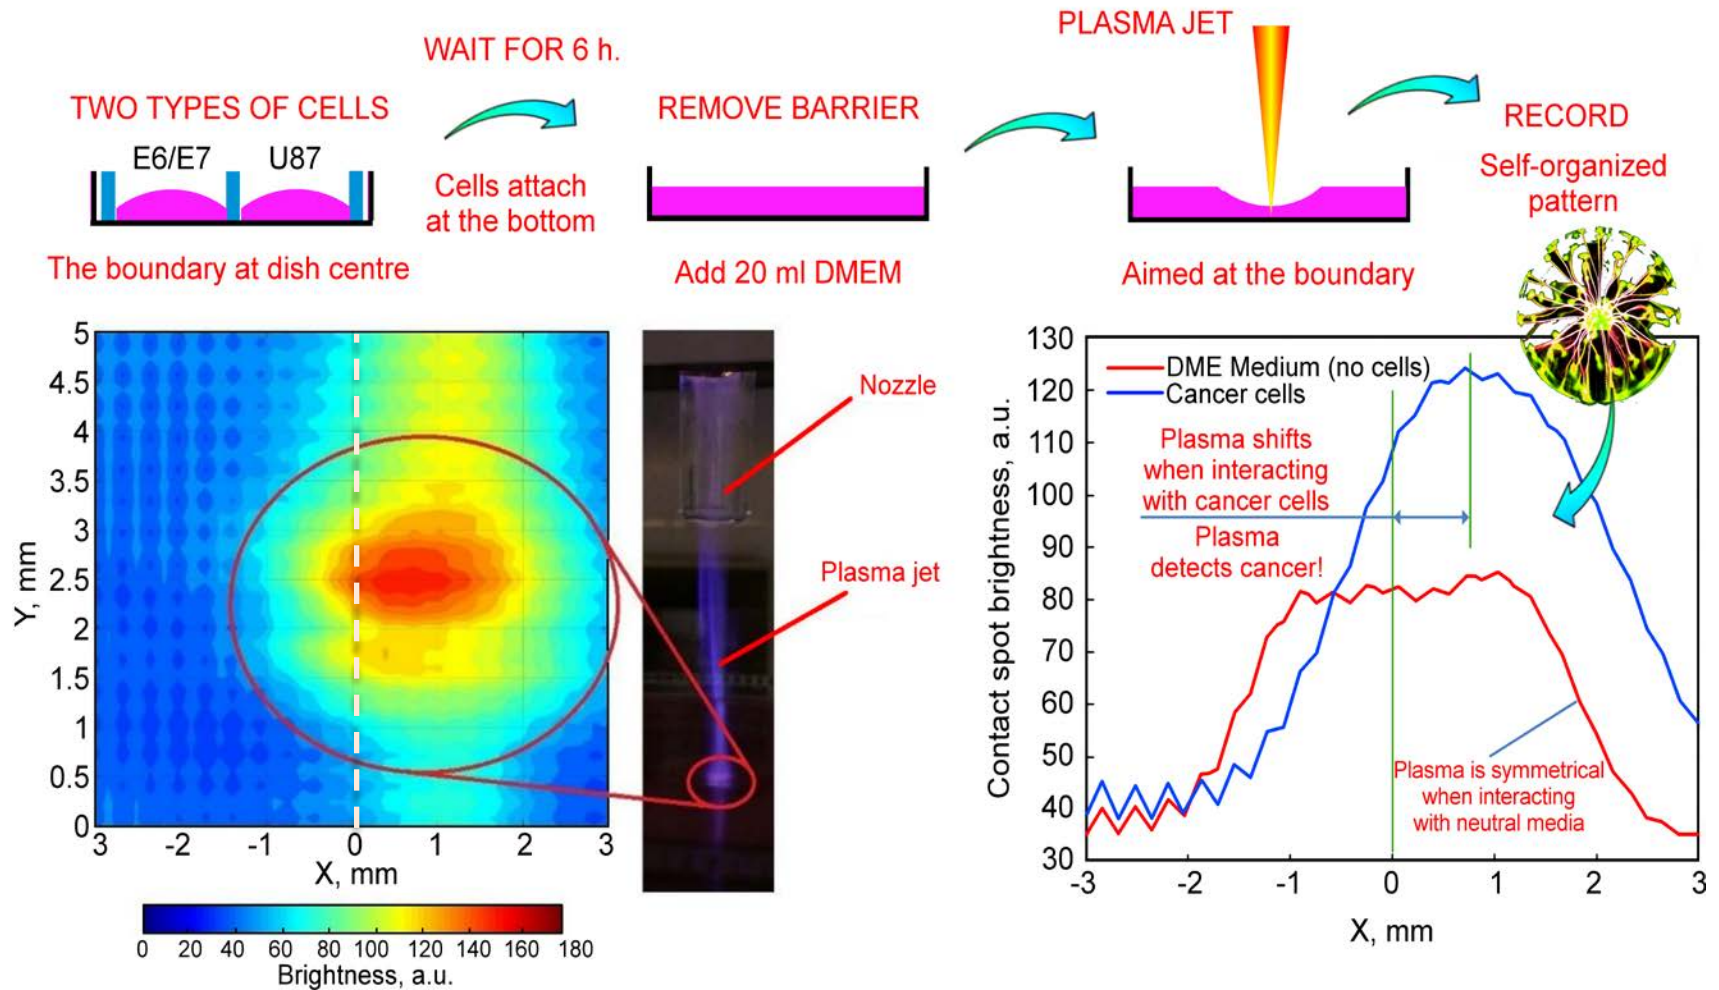 WAIT FOR 6 h.
PLASMA JET
TWO TYPES OF CELLS
REMOVE BARRIER
RECORD
E6/E7
U87
Cells attach
at the bottom
Self-organized
pattern
The boundary at dish centre
Add 20 ml DMEM
Aimed at the boundary
5
4.5
4
3.5
3
2.5
2
1.5
1
0.5
0
Y, mm
3
-2
-1
0
1
2
3
X, mm
0
20
40
60
80
100
120
140
160
180
Brightness, a.u.
Nozzle
Plasma jet
130
120
110
100
90
80
70
60
50
40
30
Contact spot brightness, a.u.
DME Medium (no cells)
Cancer cells
Plasma shifts
when interacting
with cancer cells
Plasma
detects cancer!
Plasma is symmetrical
when interacting
with neutral media
-3
-2
-1
0
1
2
3
X, mm